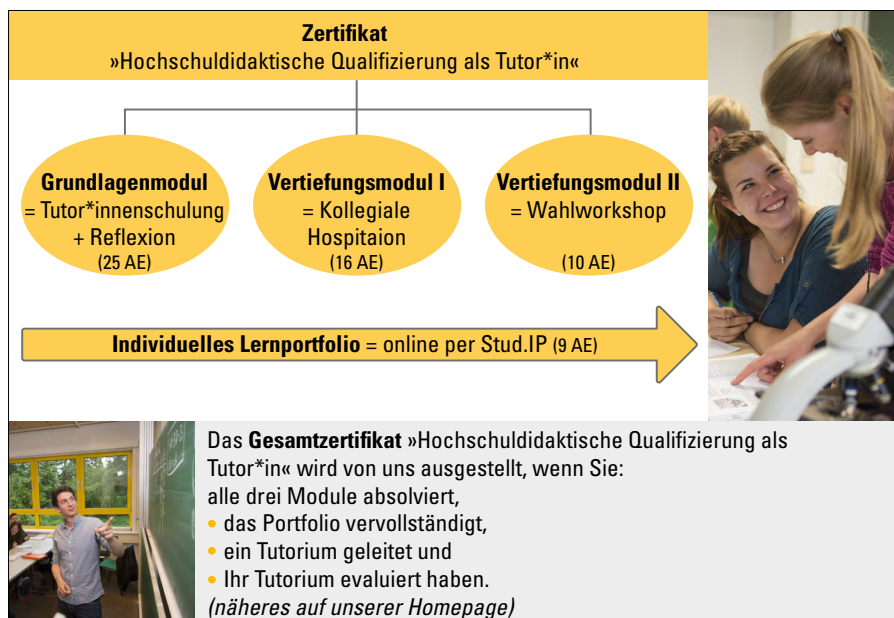 Zertifikat
»Hochschuldidaktische Qualifizierung als Tutor*in«
Grundlagenmodul
= Tutor*innenschulung
+ Reflexion
(25 AE)
Vertiefungsmodul I
= Kollegiale
Hospitaion
(16 AE)
Vertiefungsmodul II
= Wahlworkshop
(10 AE)
Individuelles Lernportfolio = online per Stud.IP (9 AE)
Das Gesamtzertifikat »Hochschuldidaktische Qualifizierung als
Tutor*in« wird von uns ausgestellt, wenn Sie:
alle drei Module absolviert,
• das Portfolio vervollständigt,
• ein Tutorium geleitet und
• Ihr Tutorium evaluiert haben.
(näheres auf unserer Homepage)